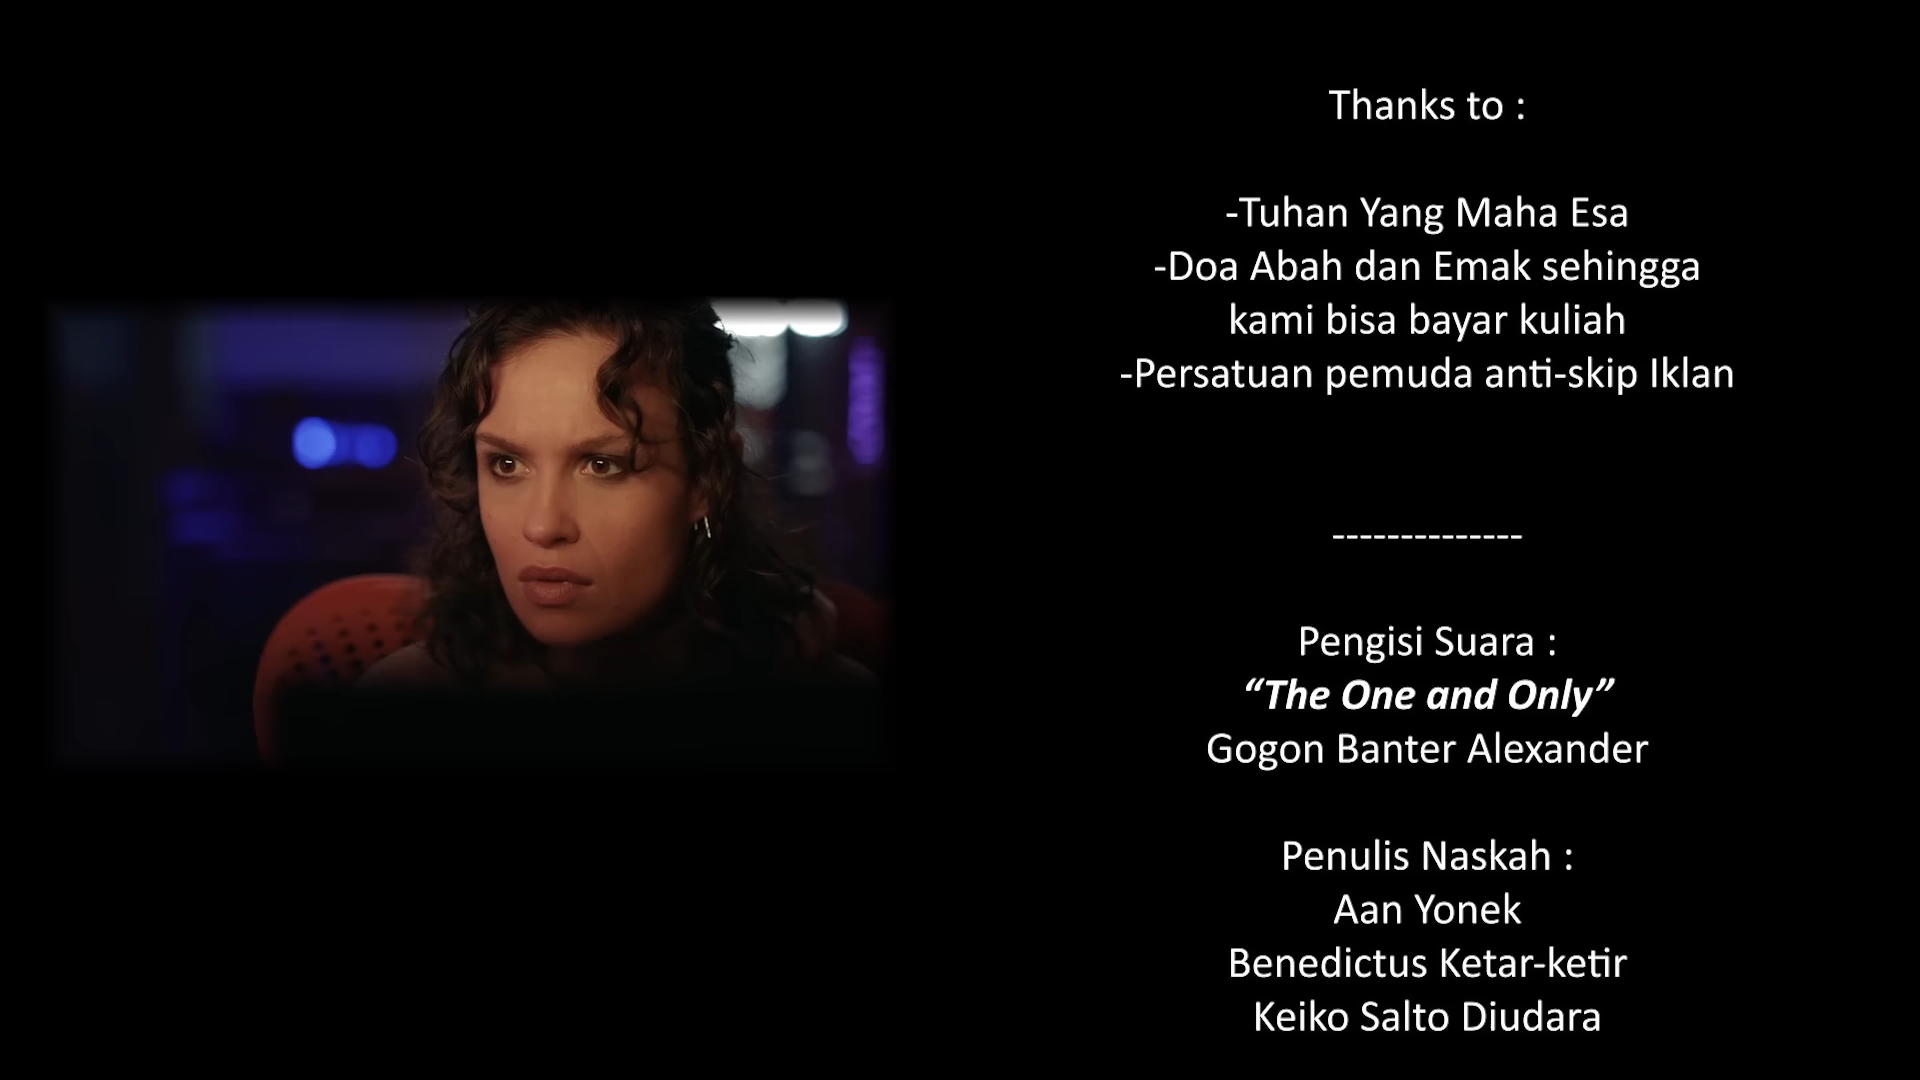 Thanks to :
-Tuhan Yang Maha Esa
-Doa Abah dan Emak sehingga
kami bisa bayar kuliah
-Persatuan pemuda anti-skip Iklan
--------------
Pengisi Suara :
“The One and Only”
Gogon Banter Alexander
Penulis Naskah :
Aan Yonek
Benedictus Ketar-ketir
Keiko Salto Diudara